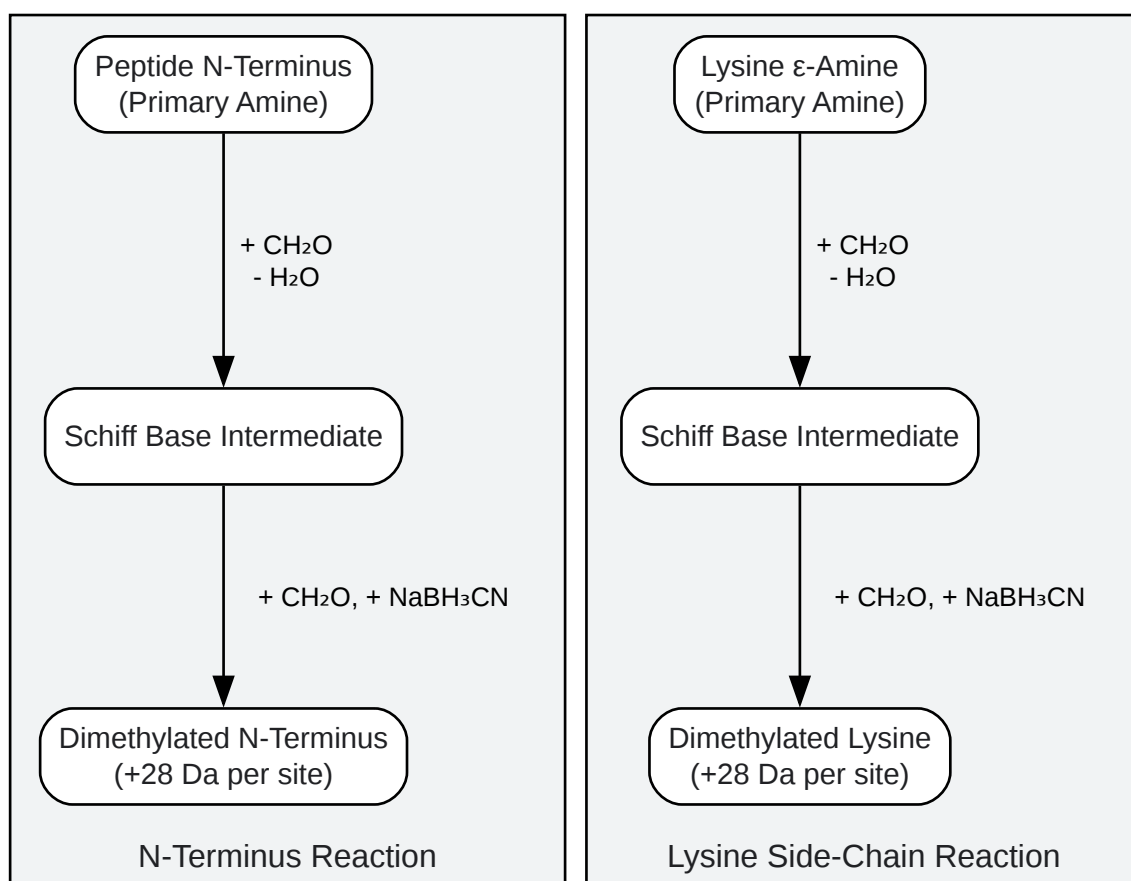 Peptide N-Terminus
(Primary Amine)
+ CH₂O
- H₂O
Schiff Base Intermediate
+ CH₂O, + NaBH₃CN
Dimethylated N-Terminus
(+28 Da per site)
N-Terminus Reaction
Lysine ε-Amine
(Primary Amine)
+ CH₂O
- H₂O
Schiff Base Intermediate
+ CH₂O, + NaBH₃CN
Dimethylated Lysine
(+28 Da per site)
Lysine Side-Chain Reaction